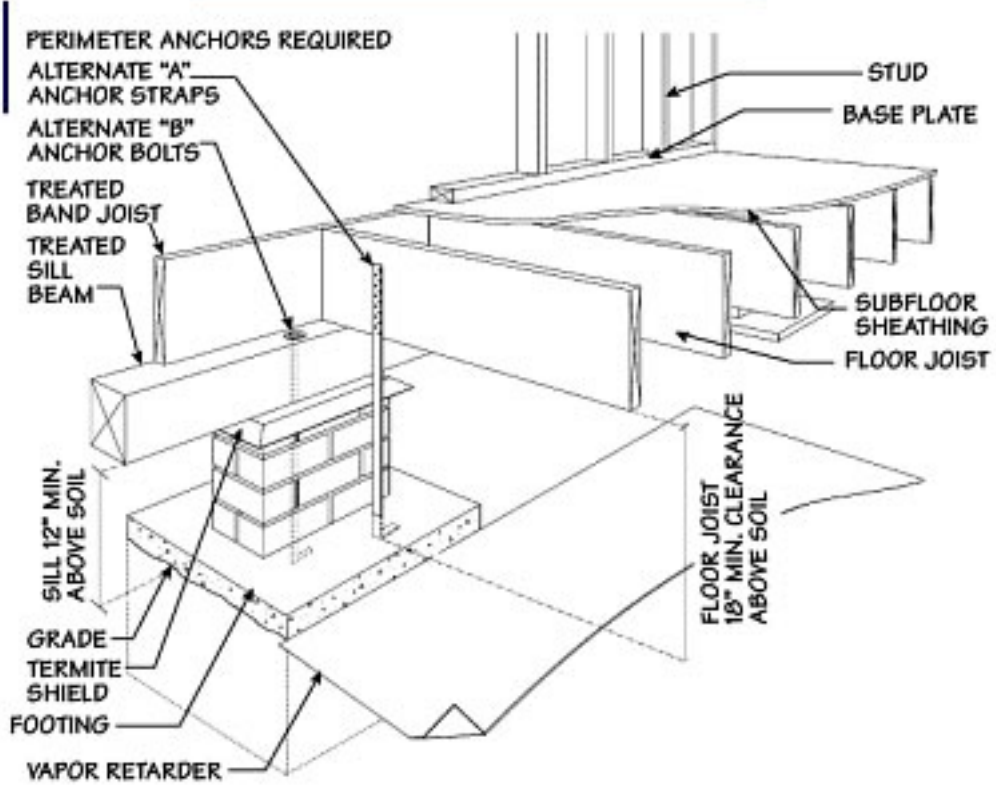 PERIMETER ANCHORS REQUIRED
ALTERNATE "A"
ANCHOR STRAPS
ALTERNATE "B"
ANCHOR BOLTS
TREATED
BAND JOIST
TREATED
SILL
BEAM
STUD
BASE PLATE
SUBFLOOR
SHEATHING
FLOOR JOIST
SILL 12" MIN.
ABOVE SOIL
FLOOR JOIST
18" MIN. CLEARANCE
ABOVE SOIL
GRADE
TERMITE
SHIELD
FOOTING
VAPOR RETARDER